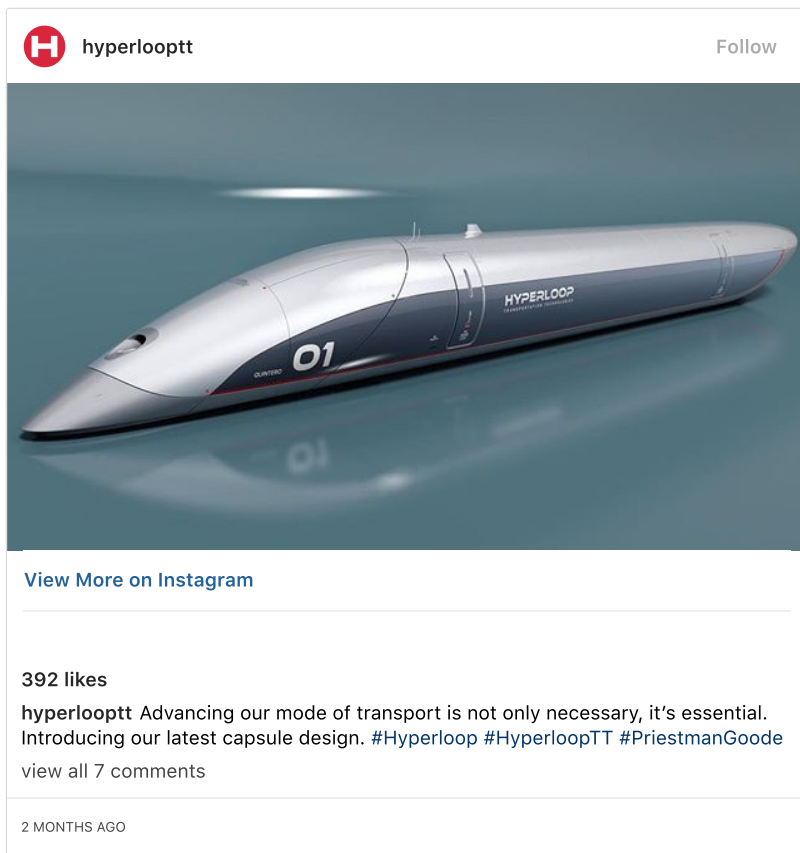 H hyperlooptt Follow
HYPERLOOP
TRANSPORTATION TECHNOLOGIES
01
QUINTERO
View More on Instagram
392 likes
hyperlooptt Advancing our mode of transport is not only necessary, it’s essential.
Introducing our latest capsule design. #Hyperloop #HyperloopTT #PriestmanGoode
view all 7 comments
2 MONTHS AGO